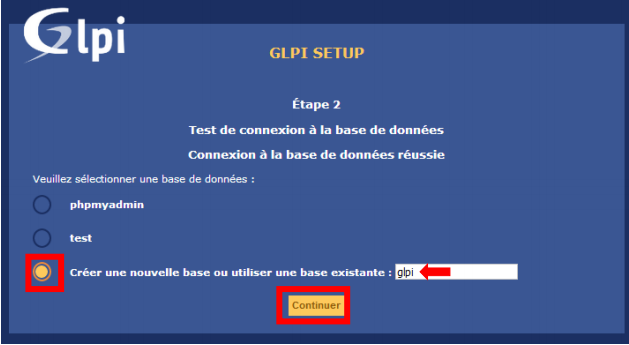 Glpi
GLPI SETUP
Étape 2
Test de connexion à la base de données
Connexion à la base de données réussie
Veuillez sélectionner une base de données :
phpmyadmin
test
Créer une nouvelle base ou utiliser une base existante : glpi
Continuer